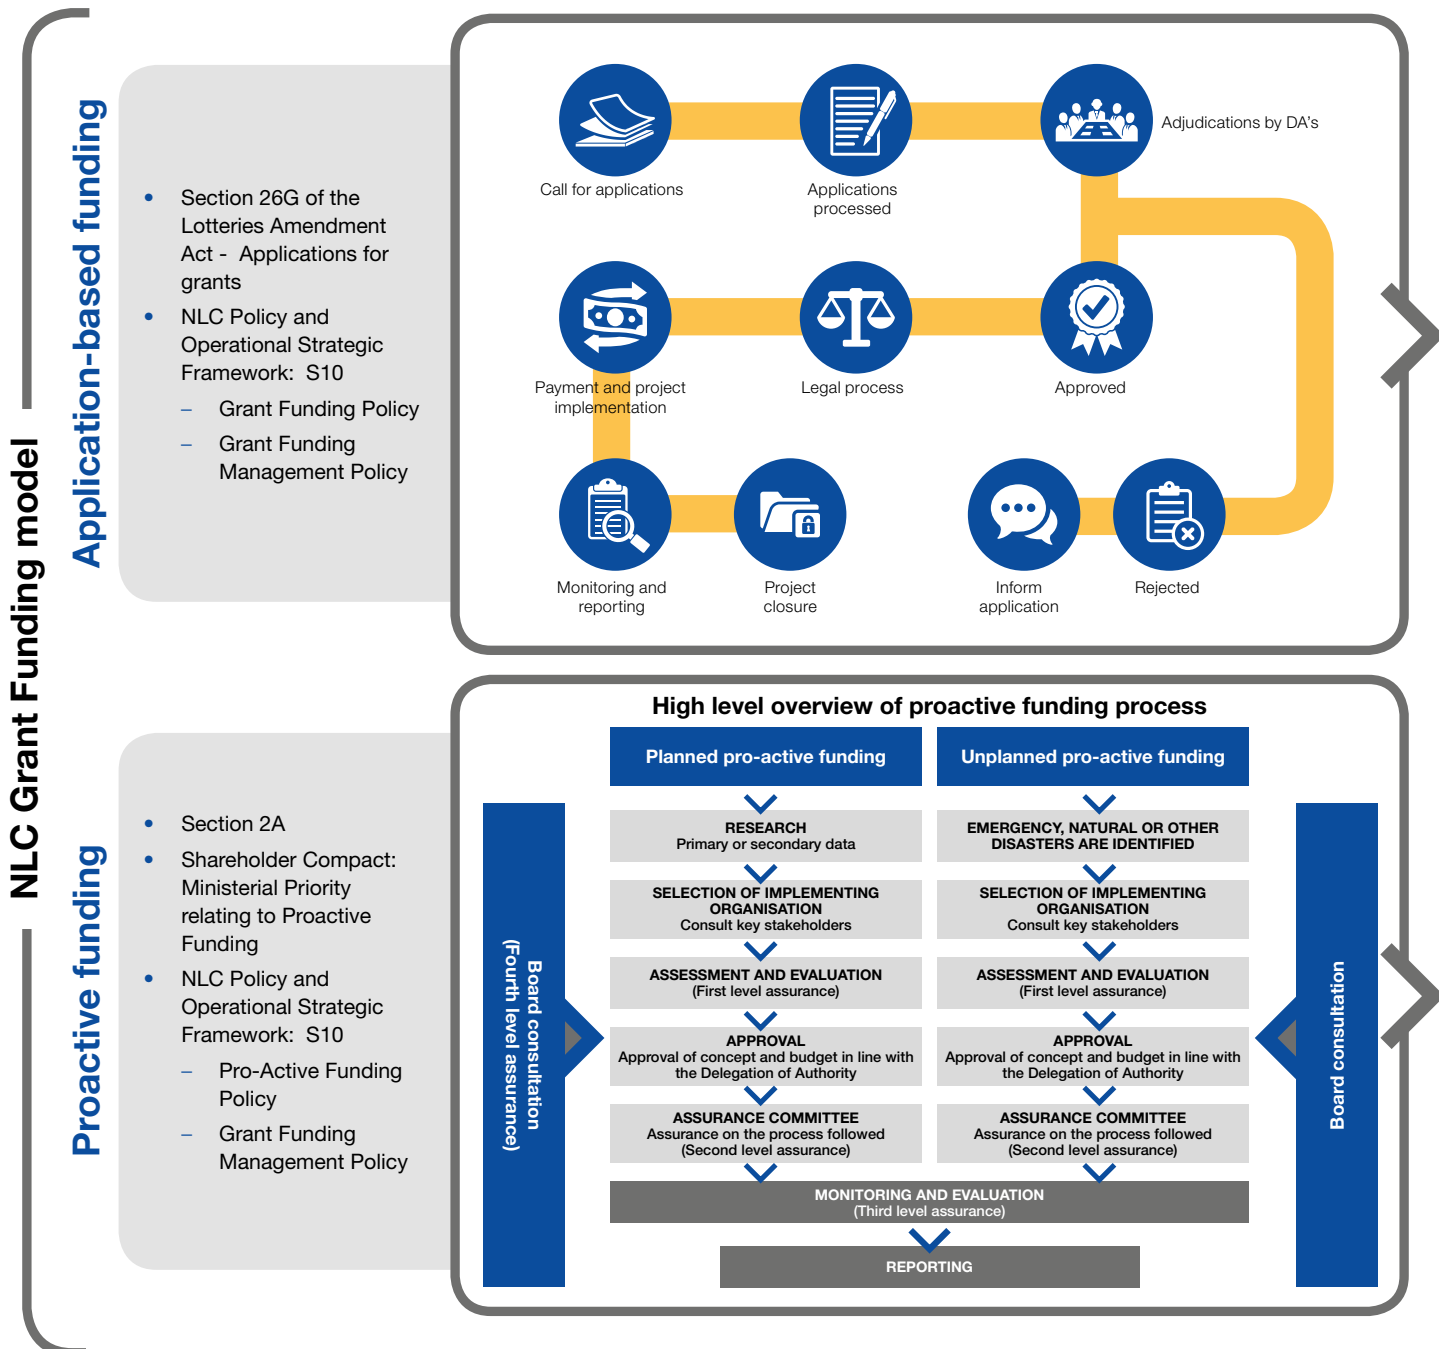 NLC Grant Funding model
Application-based funding
• Section 26G of the
Lotteries Amendment
Act - Applications for
grants
• NLC Policy and
Operational Strategic
Framework: S10
– Grant Funding Policy
– Grant Funding
Management Policy
Call for applications
Applications
processed
Adjudications by DA's
Payment and project
implementation
Legal process
Approved
Monitoring and
reporting
Project
closure
Inform
application
Rejected
Proactive funding
• Section 2A
• Shareholder Compact:
Ministerial Priority
relating to Proactive
Funding
• NLC Policy and
Operational Strategic
Framework: S10
– Pro-Active Funding
Policy
– Grant Funding
Management Policy
High level overview of proactive funding process
Board consultation
(Fourth level assurance)
Planned pro-active funding
RESEARCH
Primary or secondary data
SELECTION OF IMPLEMENTING
ORGANISATION
Consult key stakeholders
ASSESSMENT AND EVALUATION
(First level assurance)
APPROVAL
Approval of concept and budget in line with
the Delegation of Authority
ASSURANCE COMMITTEE
Assurance on the process followed
(Second level assurance)
Unplanned pro-active funding
EMERGENCY, NATURAL OR OTHER
DISASTERS ARE IDENTIFIED
SELECTION OF IMPLEMENTING
ORGANISATION
Consult key stakeholders
ASSESSMENT AND EVALUATION
(First level assurance)
APPROVAL
Approval of concept and budget in line with
the Delegation of Authority
ASSURANCE COMMITTEE
Assurance on the process followed
(Second level assurance)
MONITORING AND EVALUATION
(Third level assurance)
REPORTING
Board consultation